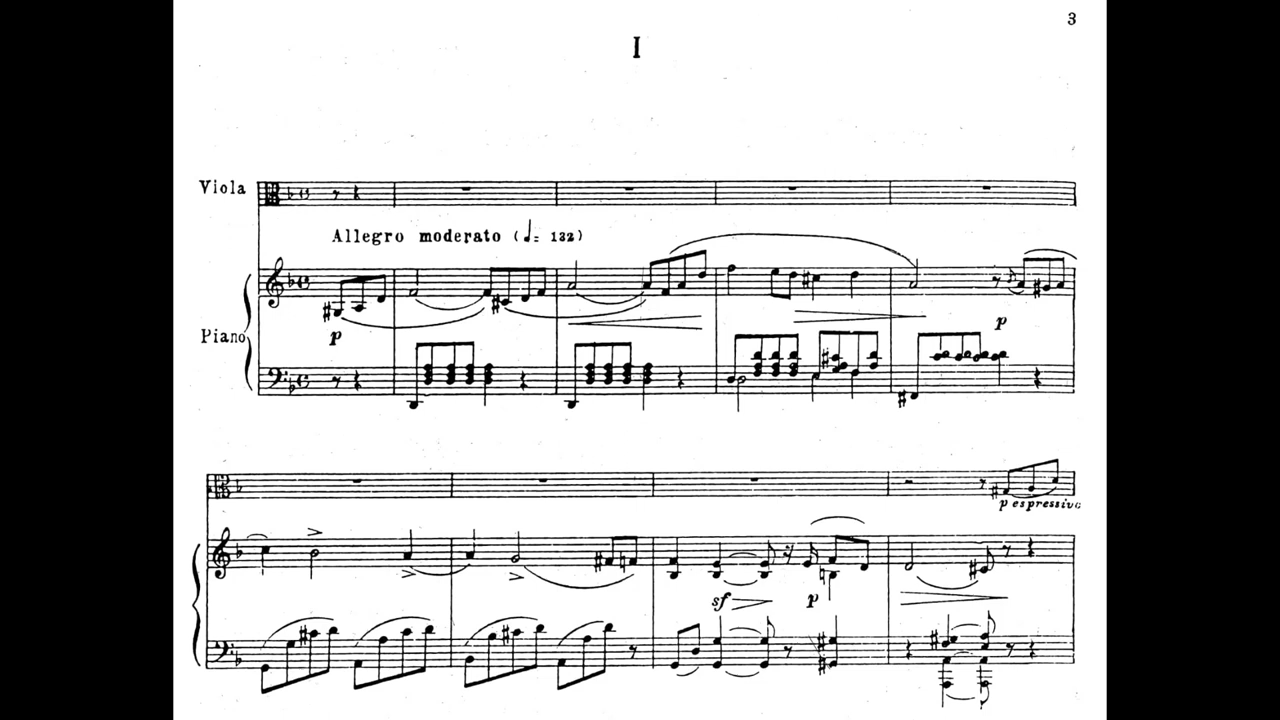 3
I
Viola
Allegro moderato (♩= 132)
Piano
p
p
p espressivo
sf
p